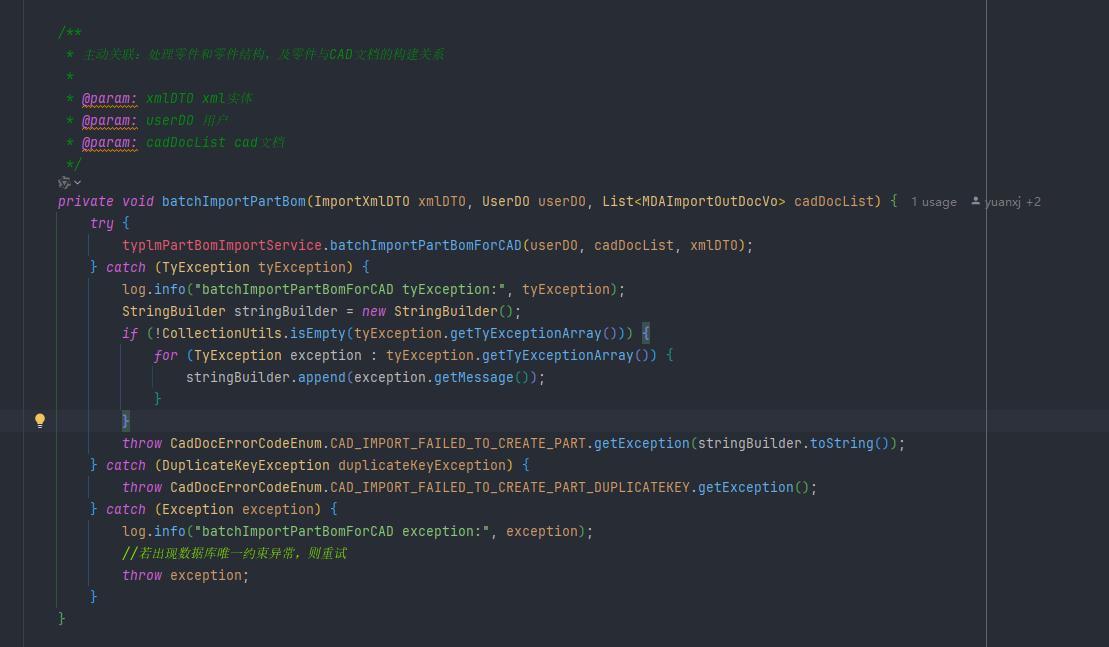 /**
 * 主动关联：处理零件和零件结构，及零件与CAD文档的构建关系
 *
 * @param: xmlDTO xml实体
 * @param: userDO 用户
 * @param: cadDocList cad文档
 */
private void batchImportPartBom(ImportXmlDTO xmlDTO, UserDO userDO, List<MDAImportOutDocVo> cadDocList) { 1 usage yuanxj +2
    try {
        typlmPartBomImportService.batchImportPartBomForCAD(userDO, cadDocList, xmlDTO);
    } catch (TyException tyException) {
        log.info("batchImportPartBomForCAD tyException:", tyException);
        StringBuilder stringBuilder = new StringBuilder();
        if (!CollectionUtils.isEmpty(tyException.getTyExceptionArray())) {
            for (TyException exception : tyException.getTyExceptionArray()) {
                stringBuilder.append(exception.getMessage());
            }
        }
        throw CadDocErrorCodeEnum.CAD_IMPORT_FAILED_TO_CREATE_PART.getException(stringBuilder.toString());
    } catch (DuplicateKeyException duplicateKeyException) {
        throw CadDocErrorCodeEnum.CAD_IMPORT_FAILED_TO_CREATE_PART_DUPLICATEKEY.getException();
    } catch (Exception exception) {
        log.info("batchImportPartBomForCAD exception:", exception);
        //若出现数据库唯一约束异常，则重试
        throw exception;
    }
}